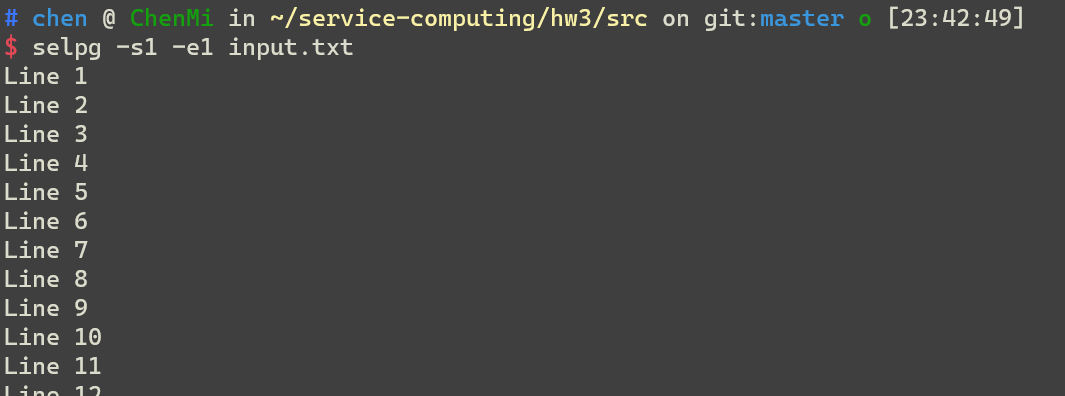 # chen @ ChenMi in ~/service-computing/hw3/src on git:master o [23:42:49]
$ selpg -s1 -e1 input.txt
Line 1
Line 2
Line 3
Line 4
Line 5
Line 6
Line 7
Line 8
Line 9
Line 10
Line 11
Line 12